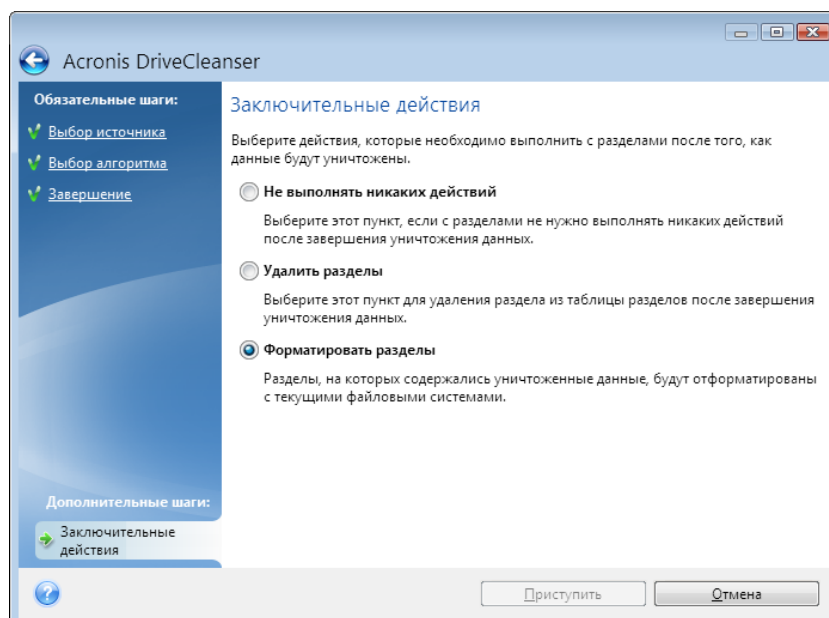 Acronis DriveCleanser
Обязательные шаги:
Выбор источника
Выбор алгоритма
Завершение
Дополнительные шаги:
Заключительные
действия
Заключительные действия
Выберите действия, которые необходимо выполнить с разделами после того, как
данные будут уничтожены.
Не выполнять никаких действий
Выберите этот пункт, если с разделами не нужно выполнять никаких действий
после завершения уничтожения данных.
Удалить разделы
Выберите этот пункт для удаления раздела из таблицы разделов после завершения
уничтожения данных.
Форматировать разделы
Разделы, на которых содержались уничтоженные данные, будут отформатированы
с текущими файловыми системами.
Приступить
Отмена